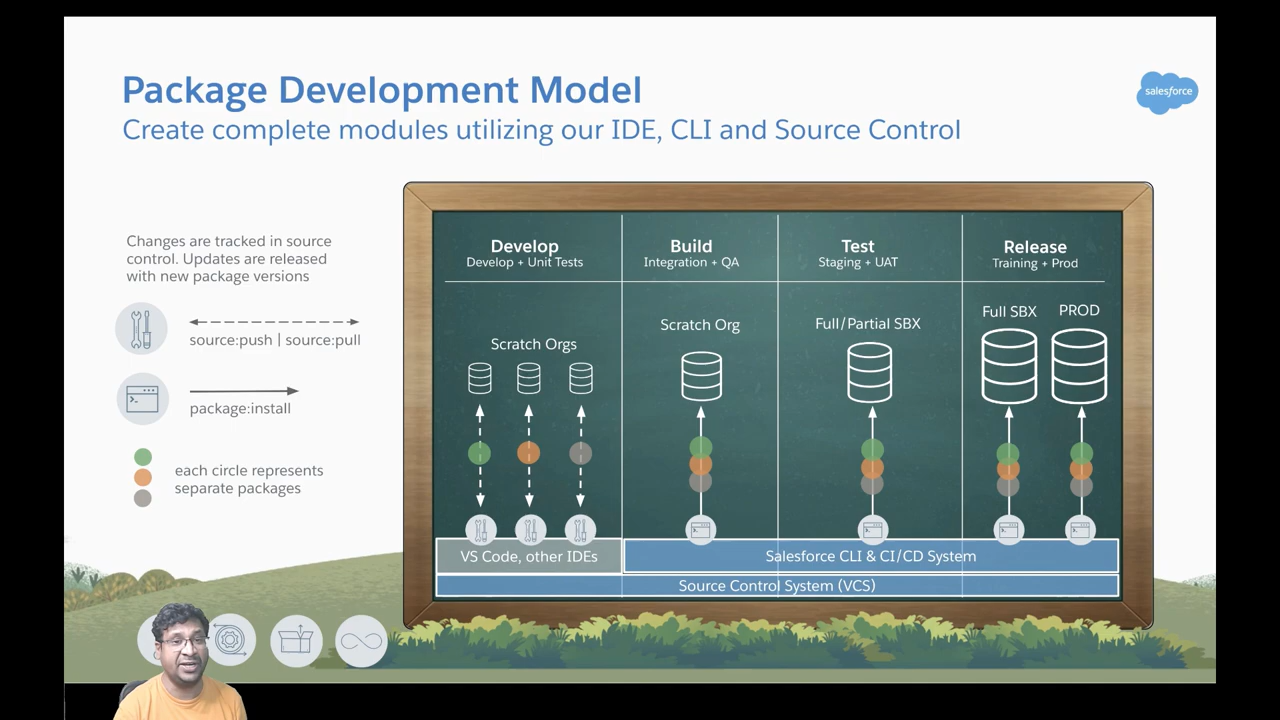 Package Development Model
salesforce
Create complete modules utilizing our IDE, CLI and Source Control
Changes are tracked in source
control. Updates are released
with new package versions
source:push | source:pull
package:install
each circle represents
separate packages
Develop
Develop + Unit Tests
Build
Integration + QA
Test
Staging + UAT
Release
Training + Prod
Scratch Orgs
Scratch Org
Full/Partial SBX
Full SBX
PROD
VS Code, other IDEs
Salesforce CLI & CI/CD System
Source Control System (VCS)